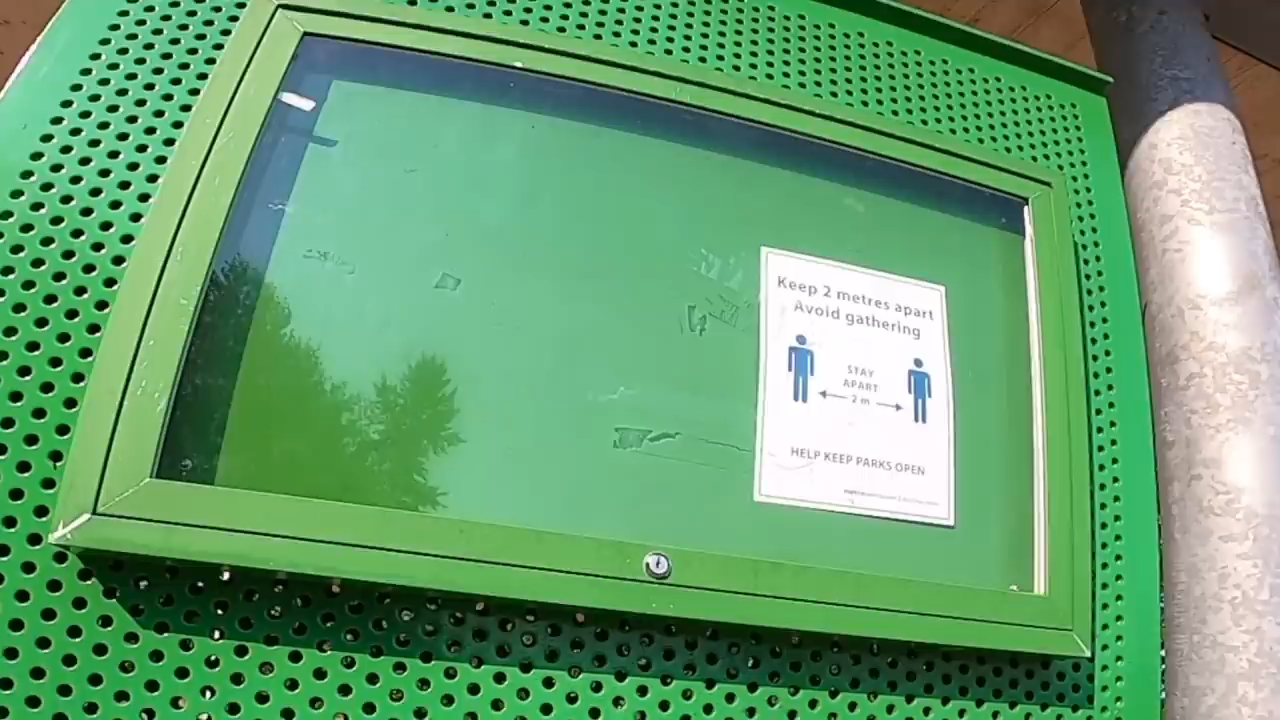 Keep 2 metres apart
Avoid gathering
STAY
APART
2 m
HELP KEEP PARKS OPEN